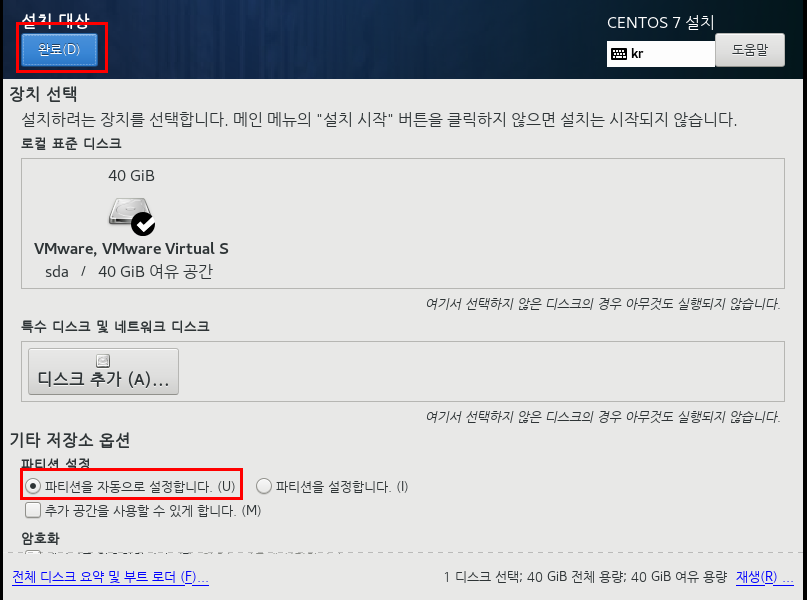 설치 대상
CENTOS 7 설치
완료(D)
kr
도움말
장치 선택
설치하려는 장치를 선택합니다. 메인 메뉴의 "설치 시작" 버튼을 클릭하지 않으면 설치는 시작되지 않습니다.
로컬 표준 디스크
40 GiB
VMware, VMware Virtual S
sda / 40 GiB 여유 공간
여기서 선택하지 않은 디스크의 경우 아무것도 실행되지 않습니다.
특수 디스크 및 네트워크 디스크
디스크 추가 (A)...
여기서 선택하지 않은 디스크의 경우 아무것도 실행되지 않습니다.
기타 저장소 옵션
파티션 설정
파티션을 자동으로 설정합니다. (U) 파티션을 설정합니다. (I)
추가 공간을 사용할 수 있게 합니다. (M)
암호화
전체 디스크 요약 및 부트 로더 (F)... 1 디스크 선택; 40 GiB 전체 용량; 40 GiB 여유 용량 재생(R) ...